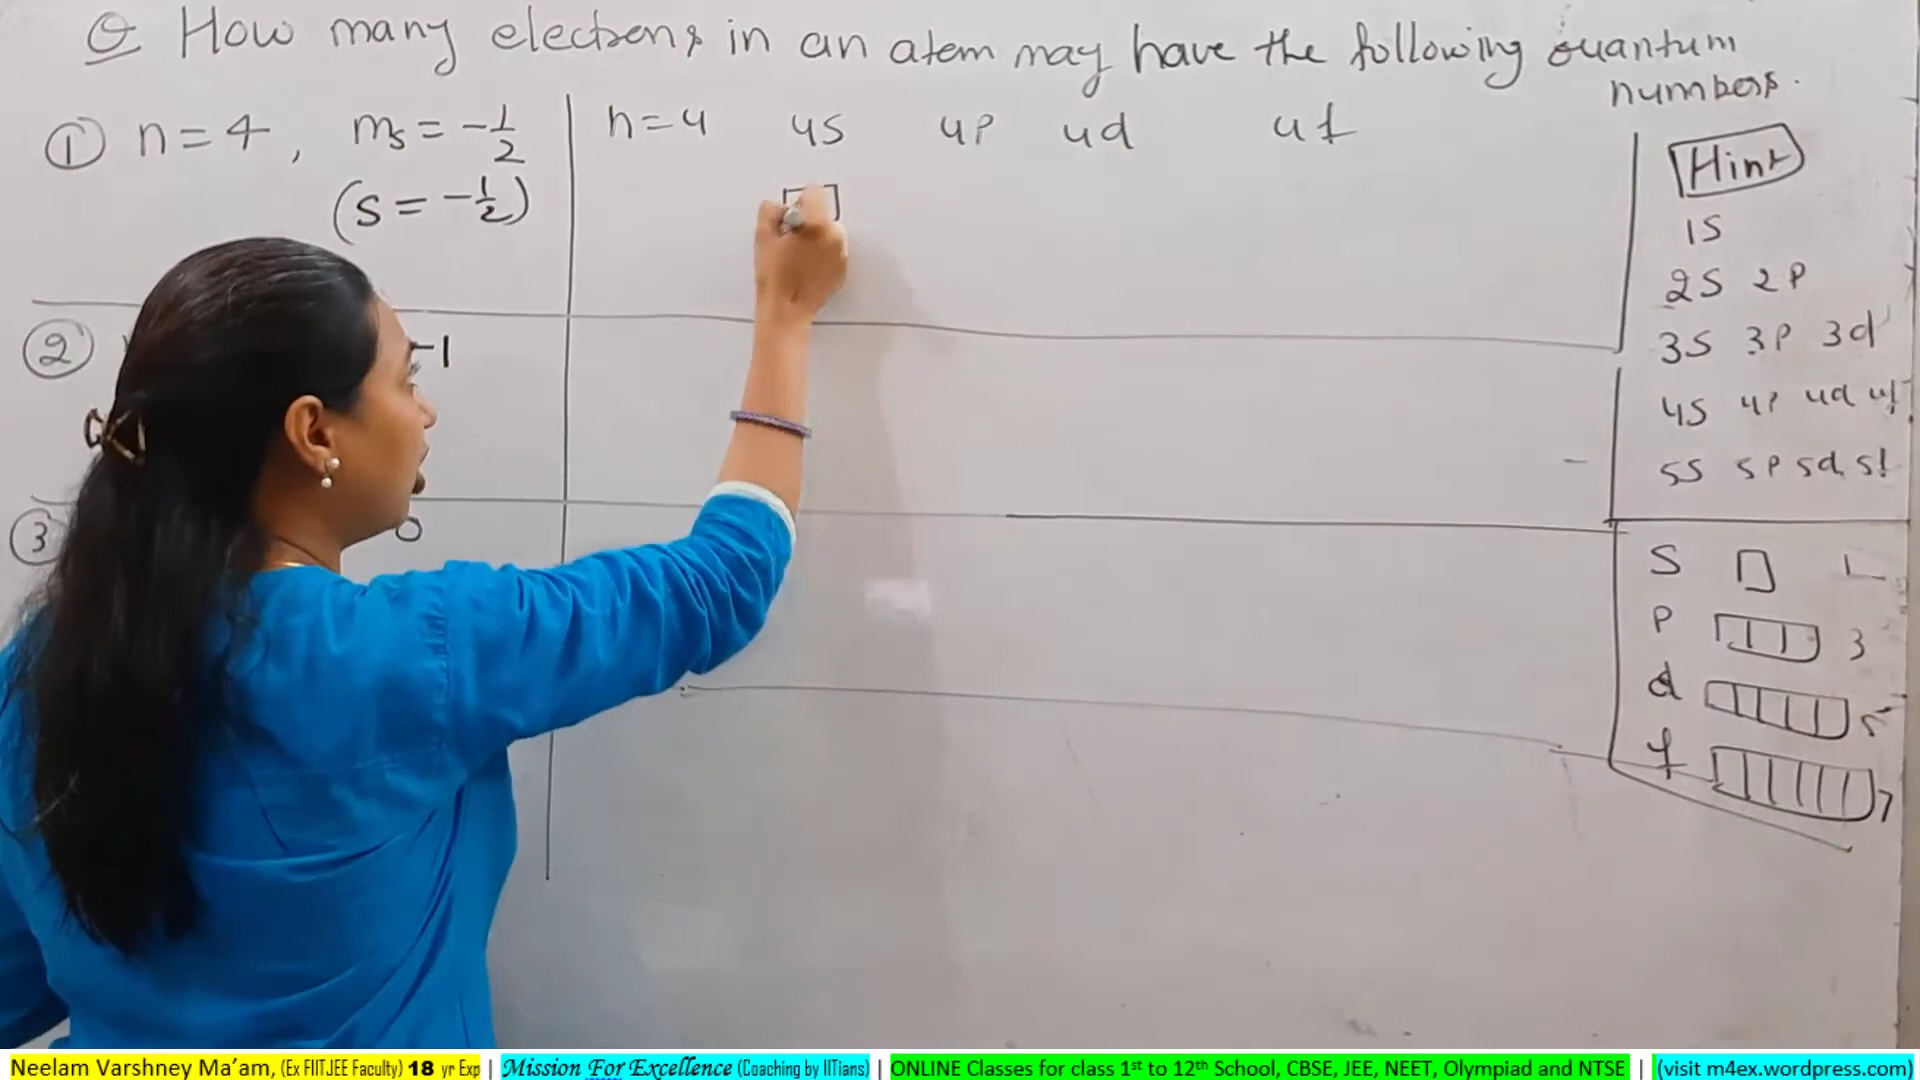 Q How many electrons in an atom may have the following quantum numbers.
① n = 4, ms = -1/2
(s = -1/2)
n = 4 4s 4p 4d 4f
② -1
③ 0
Hint
1s
2s 2p
3s 3p 3d
4s 4p 4d 4f
5s 5p 5d 5f
s 1
p 3
d 5
f 7
Neelam Varshney Ma'am, (Ex FIITJEE Faculty) 18 yr Exp | Mission For Excellence (Coaching by IITians) | ONLINE Classes for class 1st to 12th School, CBSE, JEE, NEET, Olympiad and NTSE | (visit m4ex.wordpress.com)